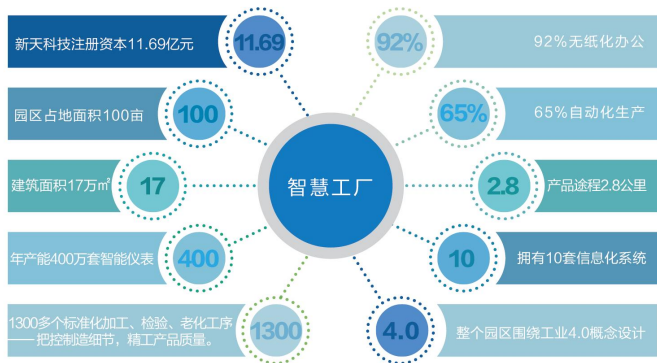 新天科技注册资本11.69亿元
11.69
92%
92%无纸化办公
园区占地面积100亩
100
65%
65%自动化生产
建筑面积17万㎡
17
智慧工厂
2.8
产品途程2.8公里
年产能400万套智能仪表
400
10
拥有10套信息化系统
1300多个标准化加工、检验、老化工序
—— 把控制造细节，精工产品质量。
1300
4.0
整个园区围绕工业4.0概念设计